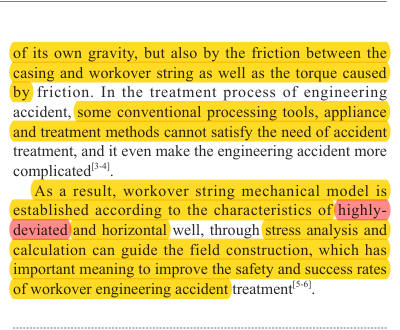 of its own gravity, but also by the friction between the
casing and workover string as well as the torque caused
by friction. In the treatment process of engineering
accident, some conventional processing tools, appliance
and treatment methods cannot satisfy the need of accident
treatment, and it even make the engineering accident more
complicated[3-4].
As a result, workover string mechanical model is
established according to the characteristics of highly-
deviated and horizontal well, through stress analysis and
calculation can guide the field construction, which has
important meaning to improve the safety and success rates
of workover engineering accident treatment[5-6].